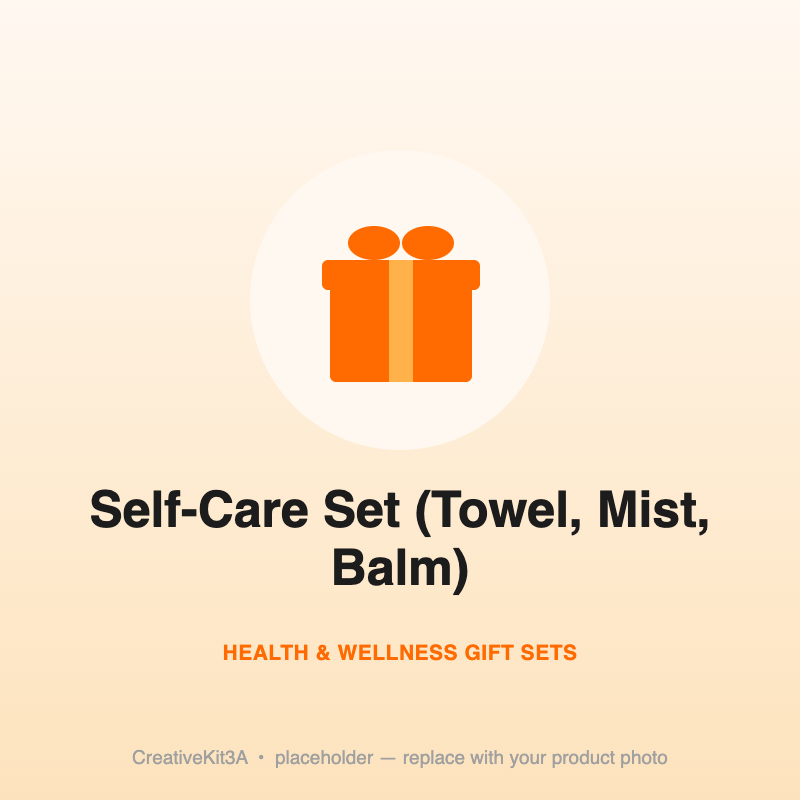 Self-Care Set (Towel, Mist,
Balm)
HEALTH & WELLNESS GIFT SETS
CreativeKit3A • placeholder — replace with your product photo